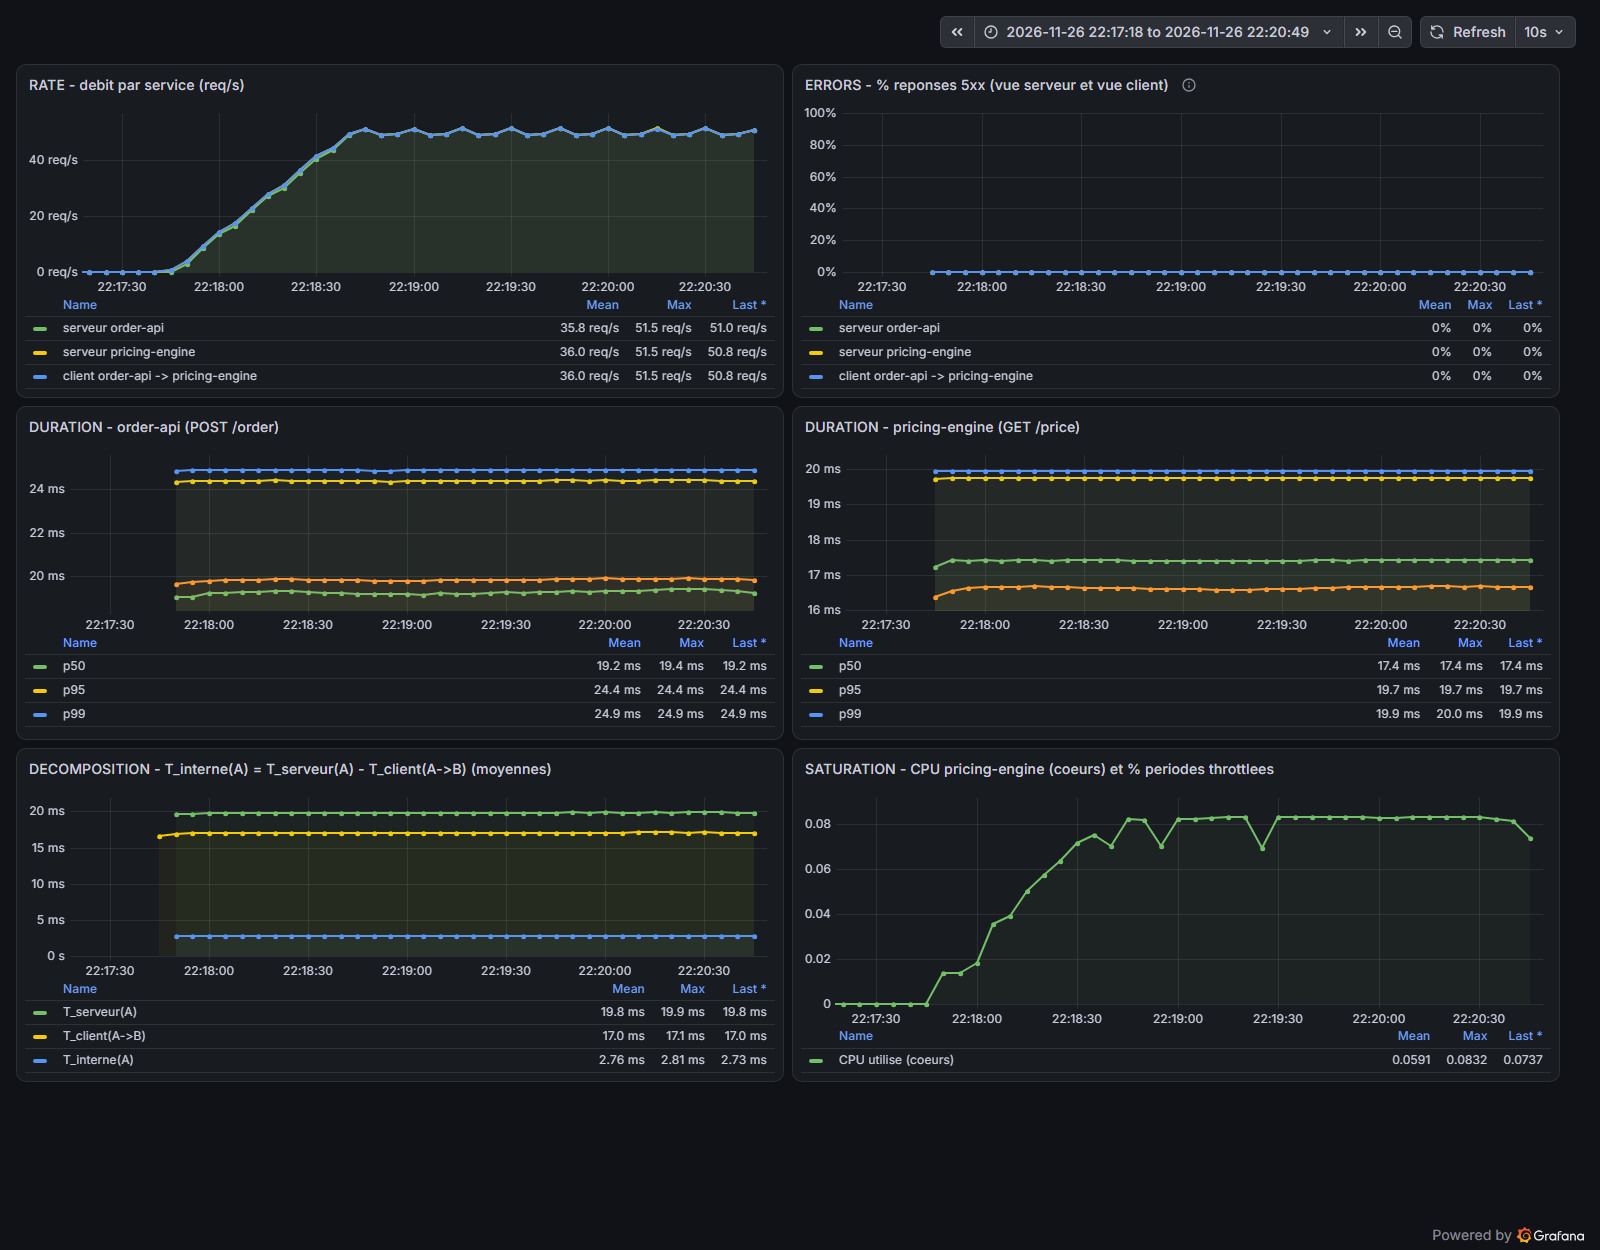 2026-11-26 22:17:18 to 2026-11-26 22:20:49
Refresh
10s
RATE - debit par service (req/s)
40 req/s
20 req/s
0 req/s
22:17:30 22:18:00 22:18:30 22:19:00 22:19:30 22:20:00 22:20:30
Name Mean Max Last *
serveur order-api 35.8 req/s 51.5 req/s 51.0 req/s
serveur pricing-engine 36.0 req/s 51.5 req/s 50.8 req/s
client order-api -> pricing-engine 36.0 req/s 51.5 req/s 50.8 req/s
ERRORS - % reponses 5xx (vue serveur et vue client)
100%
80%
60%
40%
20%
0%
22:17:30 22:18:00 22:18:30 22:19:00 22:19:30 22:20:00 22:20:30
Name Mean Max Last *
serveur order-api 0% 0% 0%
serveur pricing-engine 0% 0% 0%
client order-api -> pricing-engine 0% 0% 0%
DURATION - order-api (POST /order)
24 ms
22 ms
20 ms
22:17:30 22:18:00 22:18:30 22:19:00 22:19:30 22:20:00 22:20:30
Name Mean Max Last *
p50 19.2 ms 19.4 ms 19.2 ms
p95 24.4 ms 24.4 ms 24.4 ms
p99 24.9 ms 24.9 ms 24.9 ms
DURATION - pricing-engine (GET /price)
20 ms
19 ms
18 ms
17 ms
16 ms
22:17:30 22:18:00 22:18:30 22:19:00 22:19:30 22:20:00 22:20:30
Name Mean Max Last *
p50 17.4 ms 17.4 ms 17.4 ms
p95 19.7 ms 19.7 ms 19.7 ms
p99 19.9 ms 20.0 ms 19.9 ms
DECOMPOSITION - T_interne(A) = T_serveur(A) - T_client(A->B) (moyennes)
20 ms
15 ms
10 ms
5 ms
0 s
22:17:30 22:18:00 22:18:30 22:19:00 22:19:30 22:20:00 22:20:30
Name Mean Max Last *
T_serveur(A) 19.8 ms 19.9 ms 19.8 ms
T_client(A->B) 17.0 ms 17.1 ms 17.0 ms
T_interne(A) 2.76 ms 2.81 ms 2.73 ms
SATURATION - CPU pricing-engine (coeurs) et % periodes throttlees
0.08
0.06
0.04
0.02
0
22:17:30 22:18:00 22:18:30 22:19:00 22:19:30 22:20:00 22:20:30
Name Mean Max Last *
CPU utilise (coeurs) 0.0591 0.0832 0.0737
Powered by Grafana